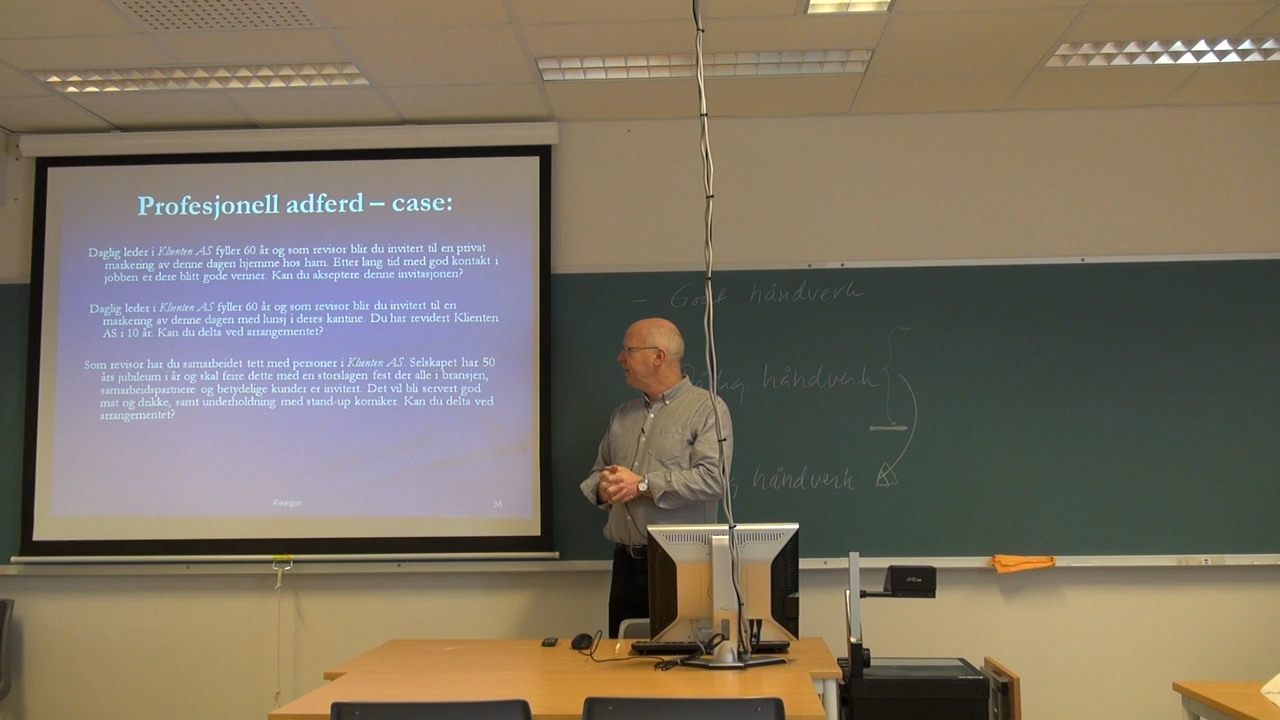 Profesjonell adferd – case:
Daglig leder i Klienten AS fyller 60 år og som revisor blir du invitert til en privat
markering av denne dagen hjemme hos ham. Etter lang tid med god kontakt i
jobben er dere blitt gode venner. Kan du akseptere denne invitasjonen?
Daglig leder i Klienten AS fyller 60 år og som revisor blir du invitert til en
markering av denne dagen med lunsj i deres kantine. Du har revidert Klienten
AS i 10 år. Kan du delta ved arrangementet?
Som revisor har du samarbeidet tett med personer i Klienten AS. Selskapet har 50
års jubileum i år og skal feire dette med en storslagen fest der alle i bransjen,
samarbeidspartnere og betydelige kunder er invitert. Det vil bli servert god
mat og drikke, samt underholdning med stand-up komiker. Kan du delta ved
arrangementet?
Revisjon
– Godt håndverk
håndverk
håndverk